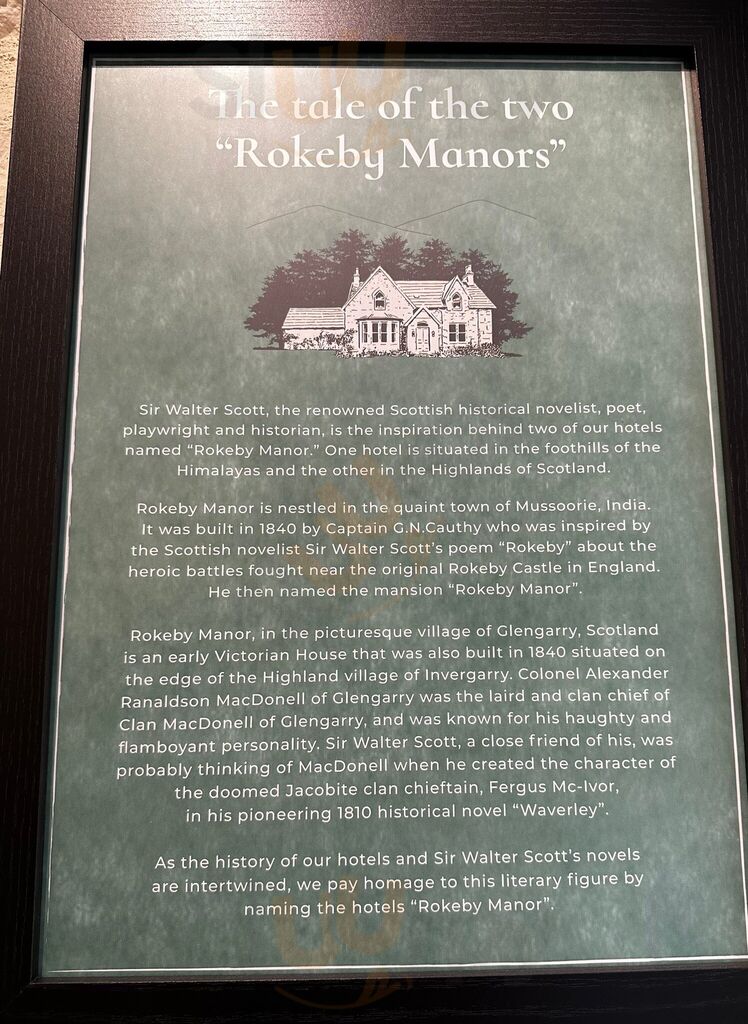 The tale of the two
“Rokeby Manors”
Sir Walter Scott, the renowned Scottish historical novelist, poet,
playwright and historian, is the inspiration behind two of our hotels
named “Rokeby Manor.” One hotel is situated in the foothills of the
Himalayas and the other in the Highlands of Scotland.
Rokeby Manor is nestled in the quaint town of Mussoorie, India.
It was built in 1840 by Captain G.N.Cauthy who was inspired by
the Scottish novelist Sir Walter Scott’s poem “Rokeby” about the
heroic battles fought near the original Rokeby Castle in England.
He then named the mansion “Rokeby Manor”.
Rokeby Manor, in the picturesque village of Glengarry, Scotland
is an early Victorian House that was also built in 1840 situated on
the edge of the Highland village of Invergarry. Colonel Alexander
Ranaldson MacDonell of Glengarry was the laird and clan chief of
Clan MacDonell of Glengarry, and was known for his haughty and
flamboyant personality. Sir Walter Scott, a close friend of his, was
probably thinking of MacDonell when he created the character of
the doomed Jacobite clan chieftain, Fergus Mc-Ivor,
in his pioneering 1810 historical novel “Waverley”.
As the history of our hotels and Sir Walter Scott’s novels
are intertwined, we pay homage to this literary figure by
naming the hotels “Rokeby Manor”.